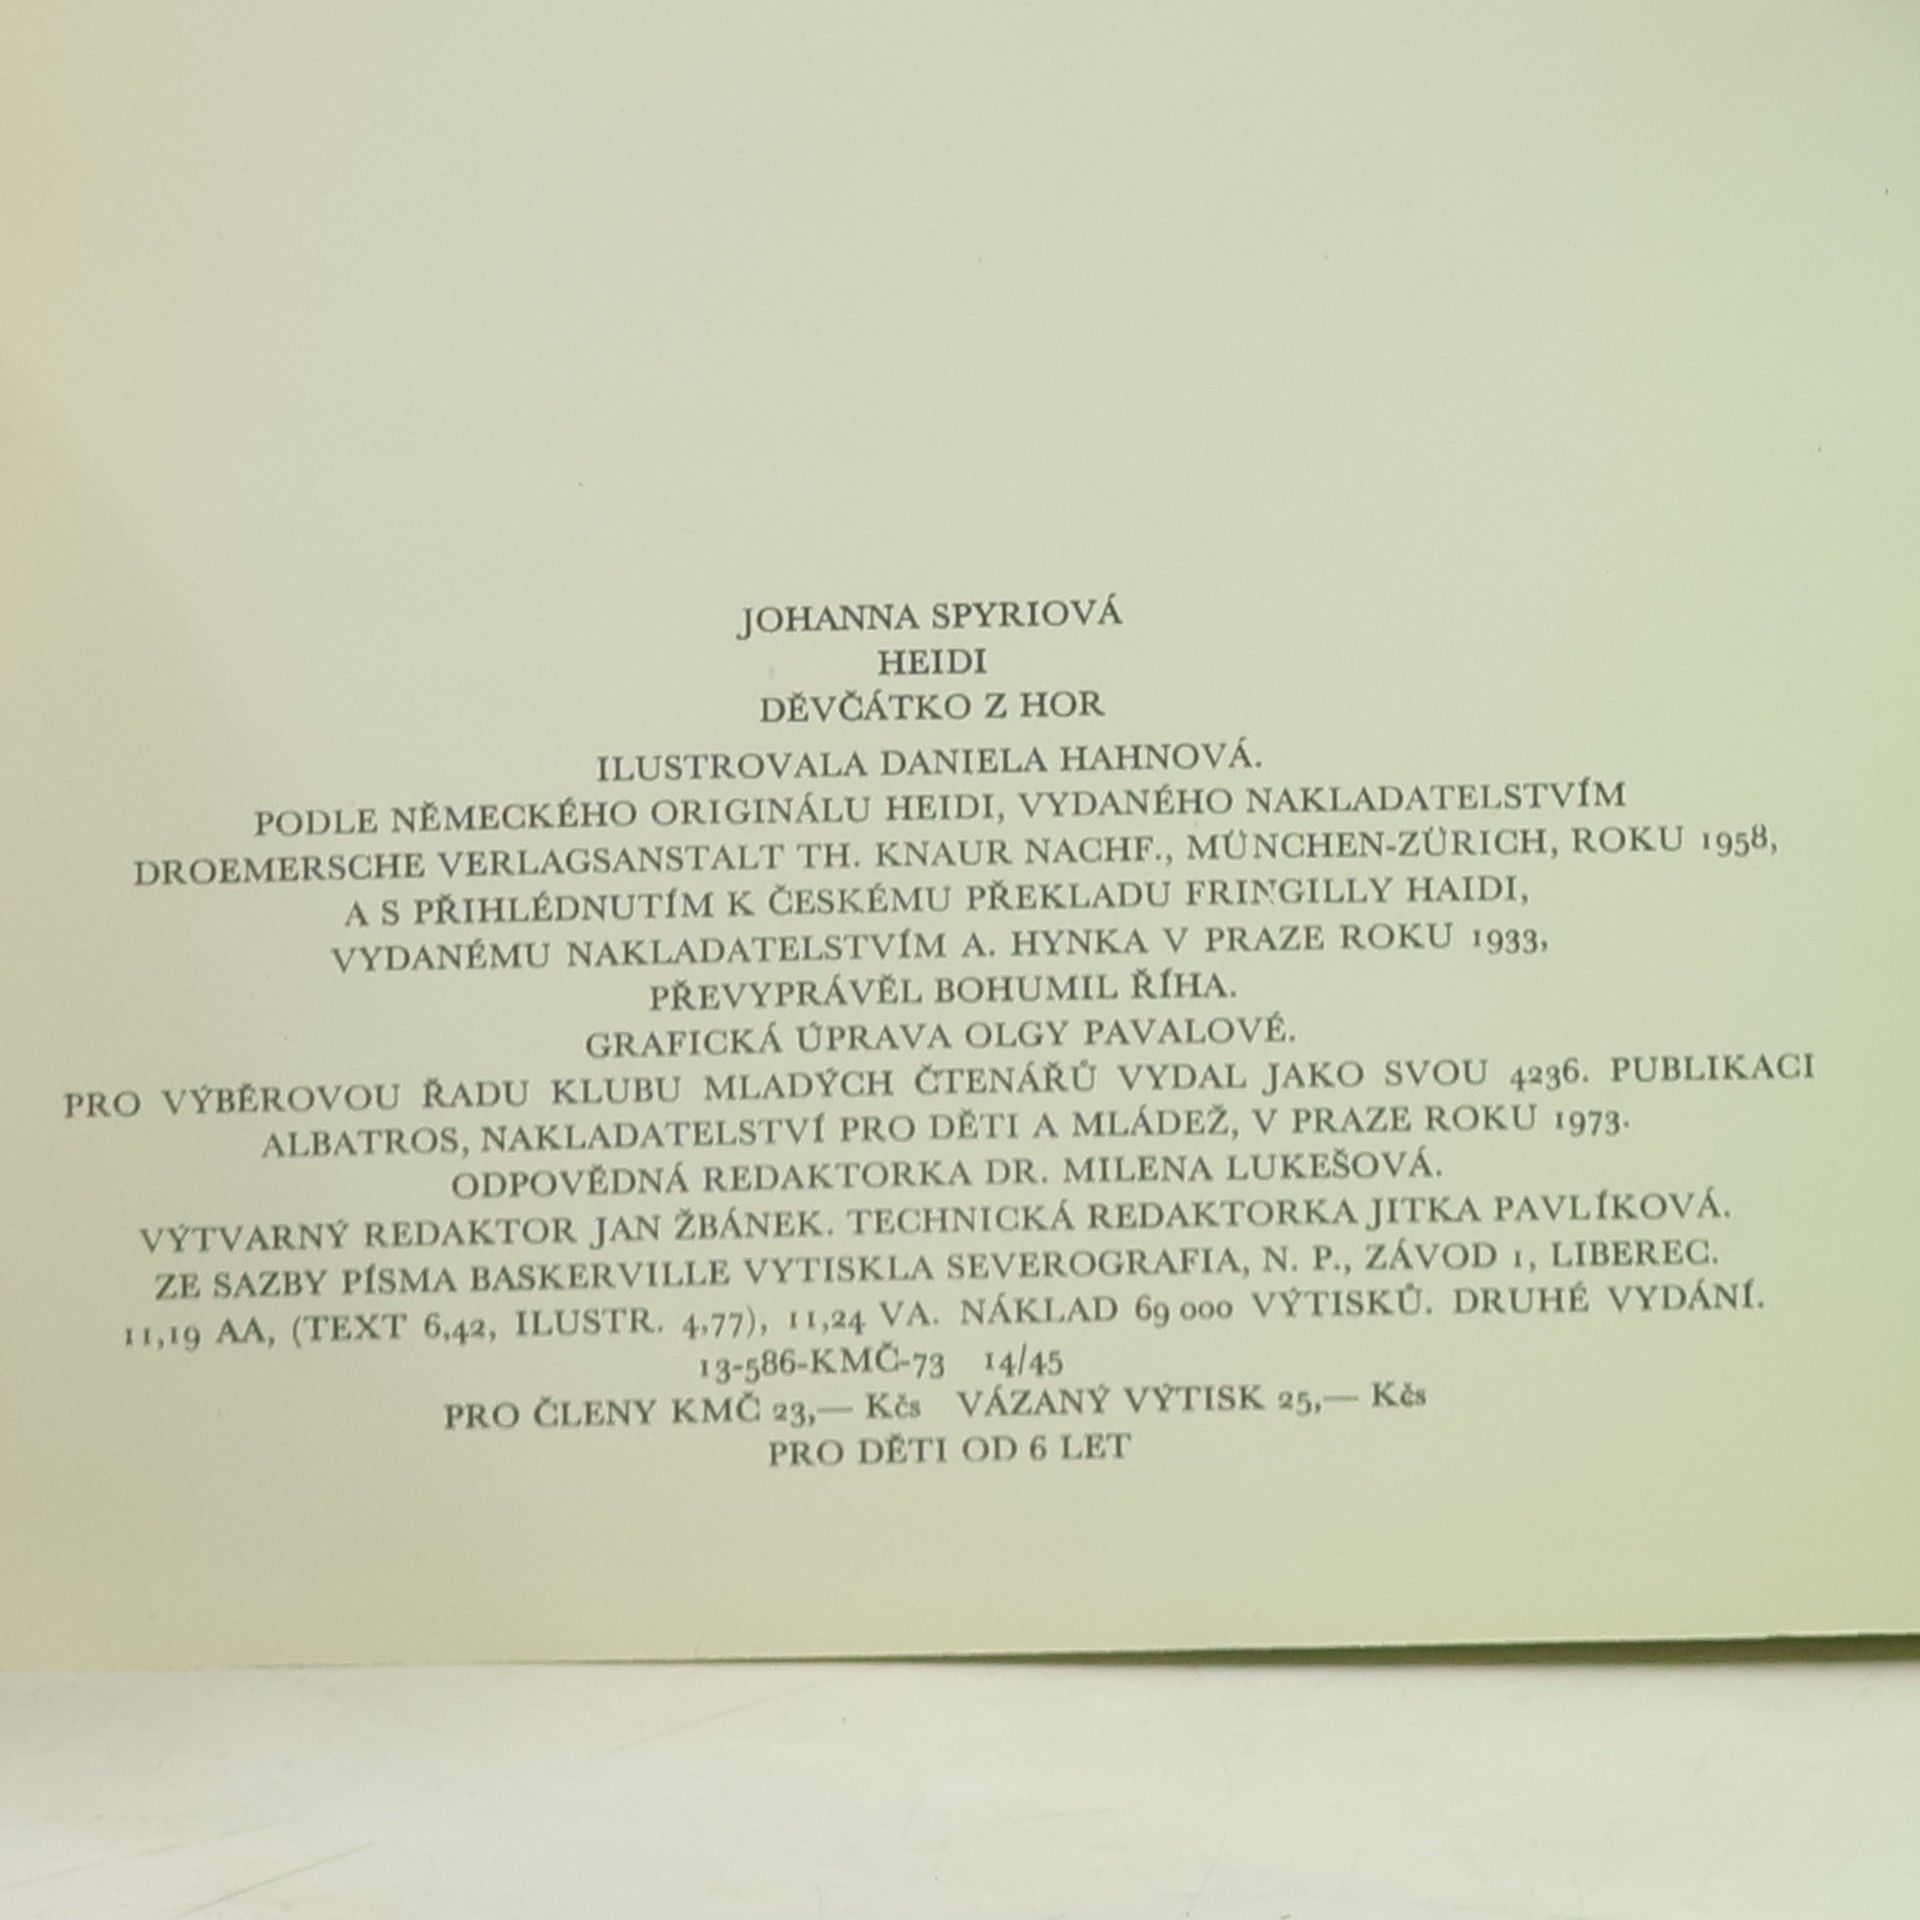 JOHANNA SPYRIOVÁ
HEIDI
DĚVČÁTKO Z HOR
ILUSTROVALA DANIELA HAHNOVÁ.
PODLE NĚMECKÉHO ORIGINÁLU HEIDI, VYDANÉHO NAKLADATELSTVÍM
DROEMERSCHE VERLAGSANSTALT TH. KNAUR NACHF., MÜNCHEN-ZÜRICH, ROKU 1958,
A S PŘIHLÉDNUTÍM K ČESKÉMU PŘEKLADU FRINGILLY HAIDI,
VYDANÉMU NAKLADATELSTVÍM A. HYNKA V PRAZE ROKU 1933,
PŘEVYPRÁVĚL BOHUMIL ŘÍHA.
GRAFICKÁ ÚPRAVA OLGY PAVALOVÉ.
PRO VÝBĚROVOU ŘADU KLUBU MLADÝCH ČTENÁŘŮ VYDAL JAKO SVOU 4236. PUBLIKACI
ALBATROS, NAKLADATELSTVÍ PRO DĚTI A MLÁDEŽ, V PRAZE ROKU 1973.
ODPOVĚDNÁ REDAKTORKA DR. MILENA LUKEŠOVÁ.
VÝTVARNÝ REDAKTOR JAN ŽBÁNEK. TECHNICKÁ REDAKTORKA JITKA PAVLÍKOVÁ.
ZE SAZBY PÍSMA BASKERVILLE VYTISKLA SEVEROGRAFIA, N. P., ZÁVOD 1, LIBEREC.
11,19 AA, (TEXT 6,42, ILUSTR. 4,77), 11,24 VA. NÁKLAD 69 000 VÝTISKŮ. DRUHÉ VYDÁNÍ.
13-586-KMČ-73 14/45
PRO ČLENY KMČ 23,— Kčs VÁZANÝ VÝTISK 25,— Kčs
PRO DĚTI OD 6 LET